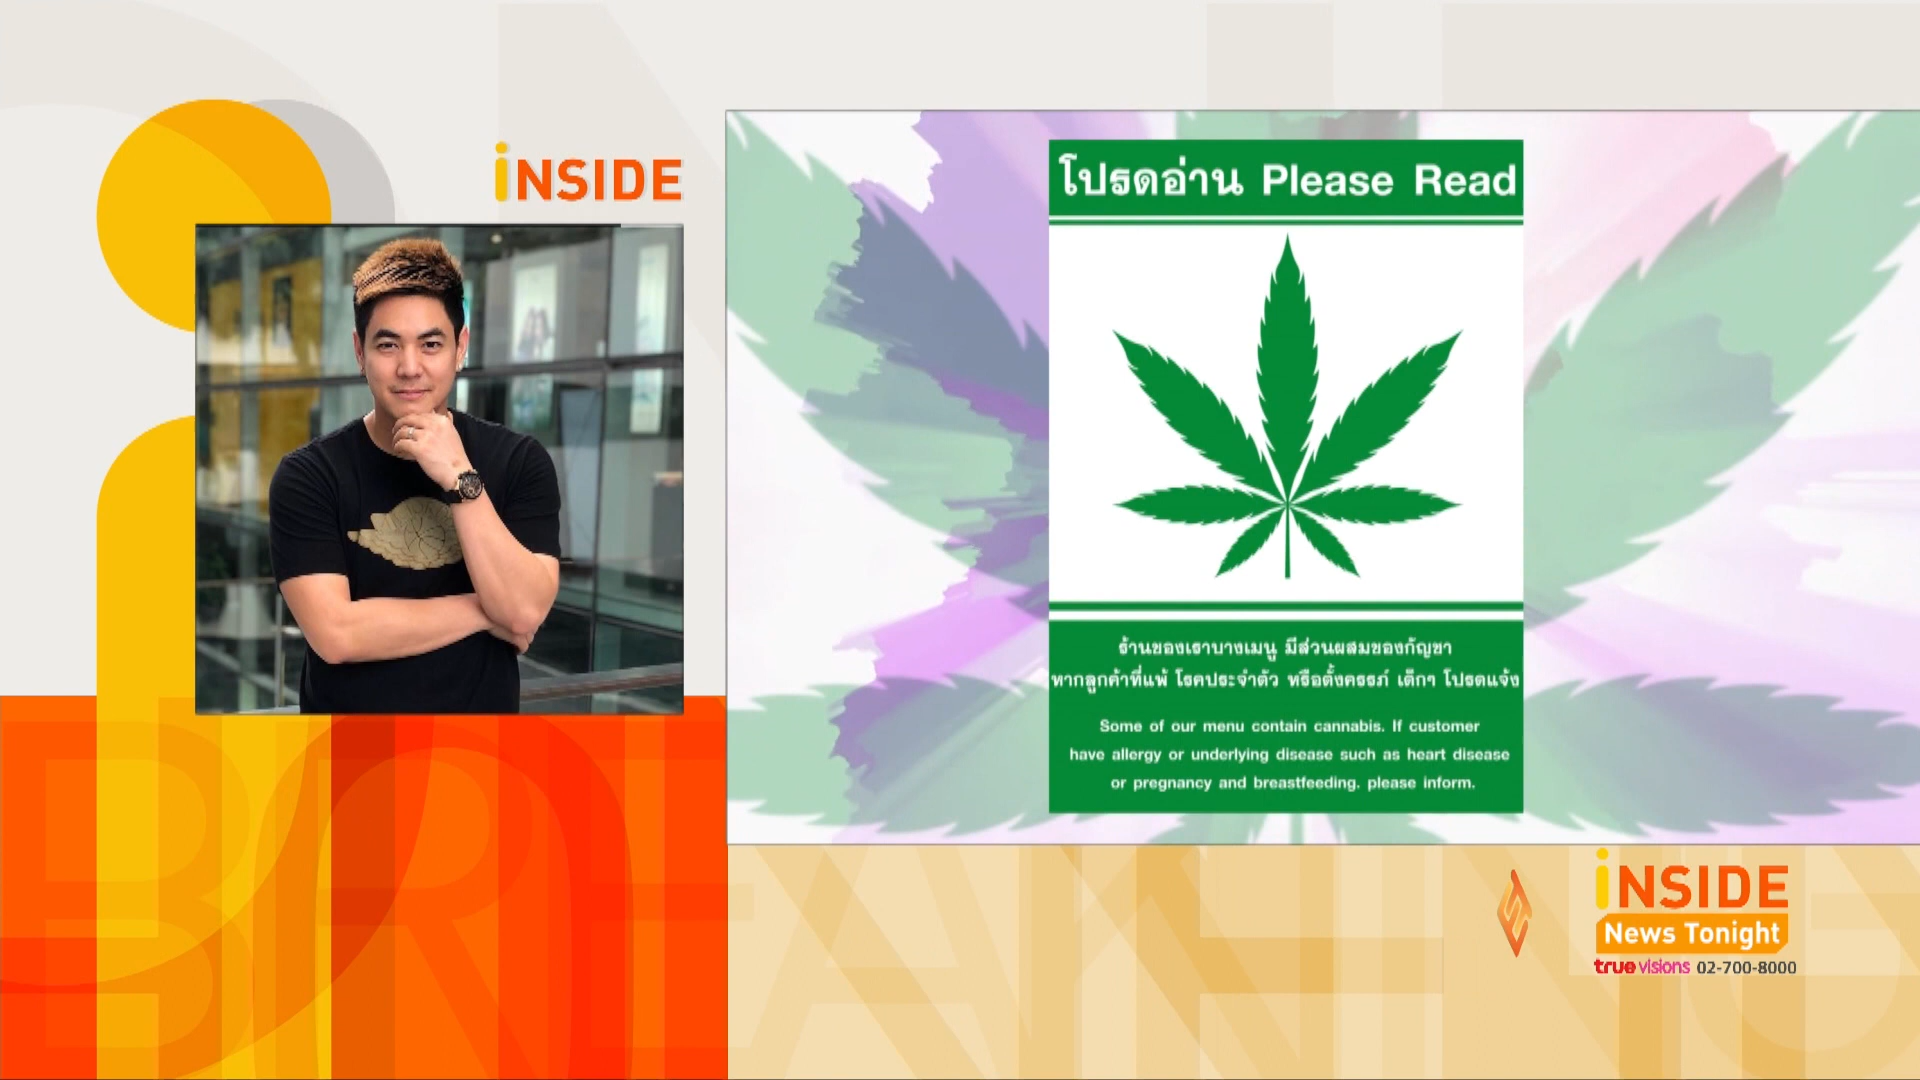 iNSIDE
โปรดอ่าน Please Read
ร้านของเราบางเมนู มีส่วนผสมของกัญชา
หากลูกค้าที่แพ้ โรคประจำตัว หรือตั้งครรภ์ เด็กๆ โปรดแจ้ง
Some of our menu contain cannabis. If customer
have allergy or underlying disease such as heart disease
or pregnancy and breastfeeding, please inform.
iNSIDE
News Tonight
true visions 02-700-8000